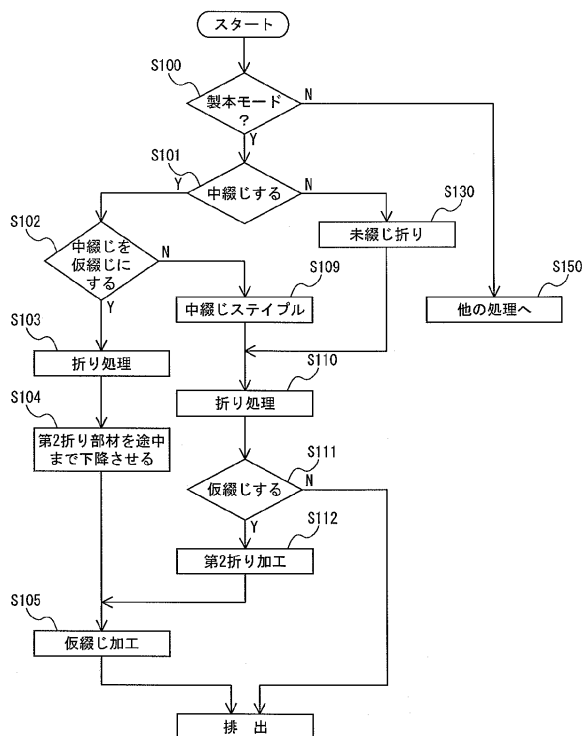 スタート
S100
製本モード
?
N
Y
S101
中綴じする
Y
N
S102
中綴じを
仮綴じに
する
N
Y
S130
未綴じ折り
S109
中綴じステイプル
S150
他の処理へ
S103
折り処理
S110
折り処理
S104
第2折り部材を途中
まで下降させる
S111
仮綴じする
N
Y
S112
第2折り加工
S105
仮綴じ加工
排 出